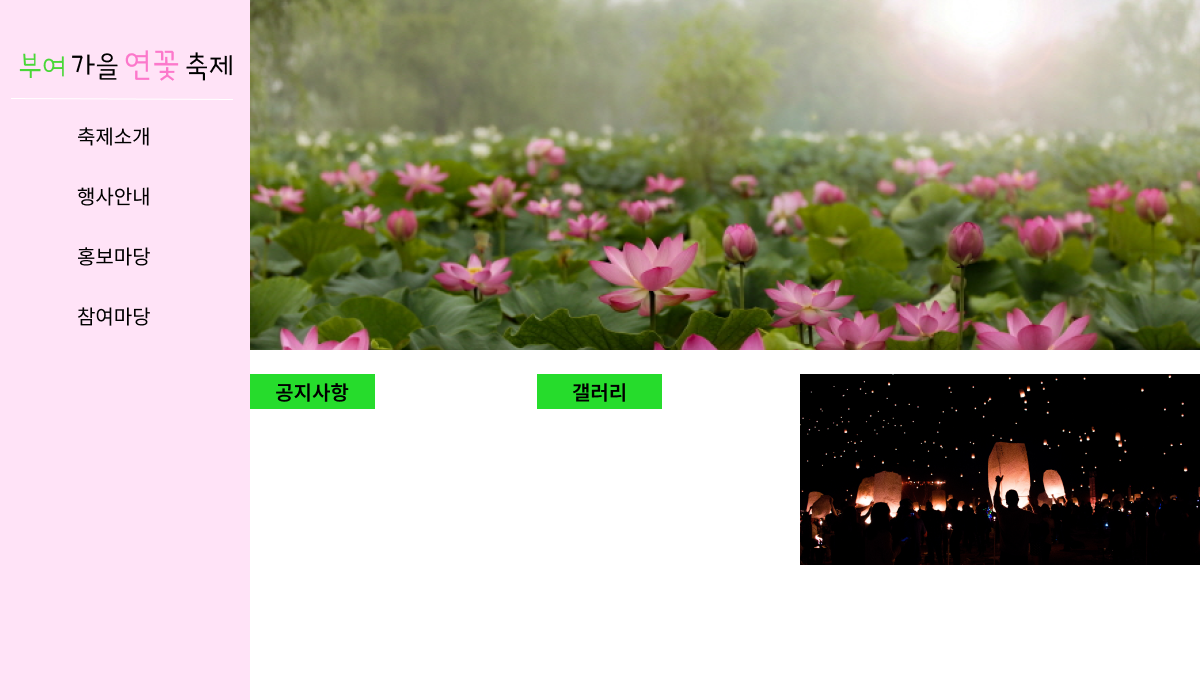 부여 가을 연꽃 축제
축제소개
행사안내
홍보마당
참여마당
공지사항
갤러리